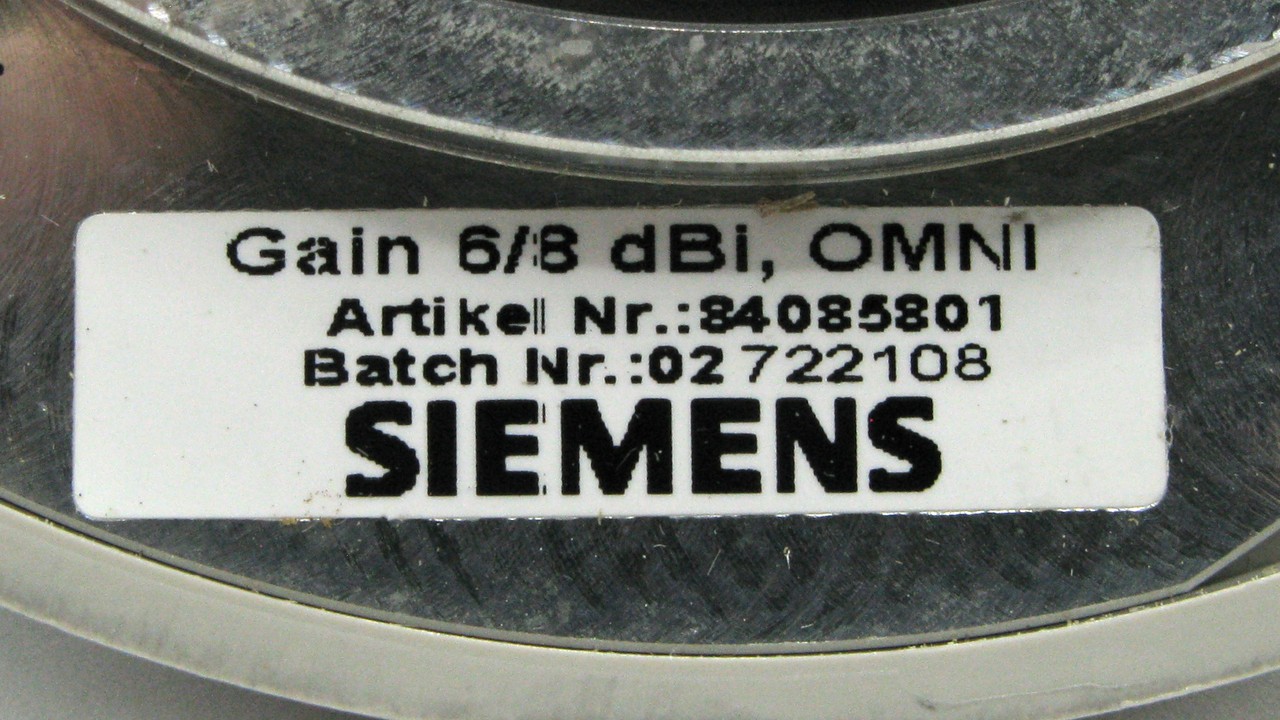 Gain 6/8 dBi, OMNI
Artikel Nr.:84085801
Batch Nr.:02722108
SIEMENS